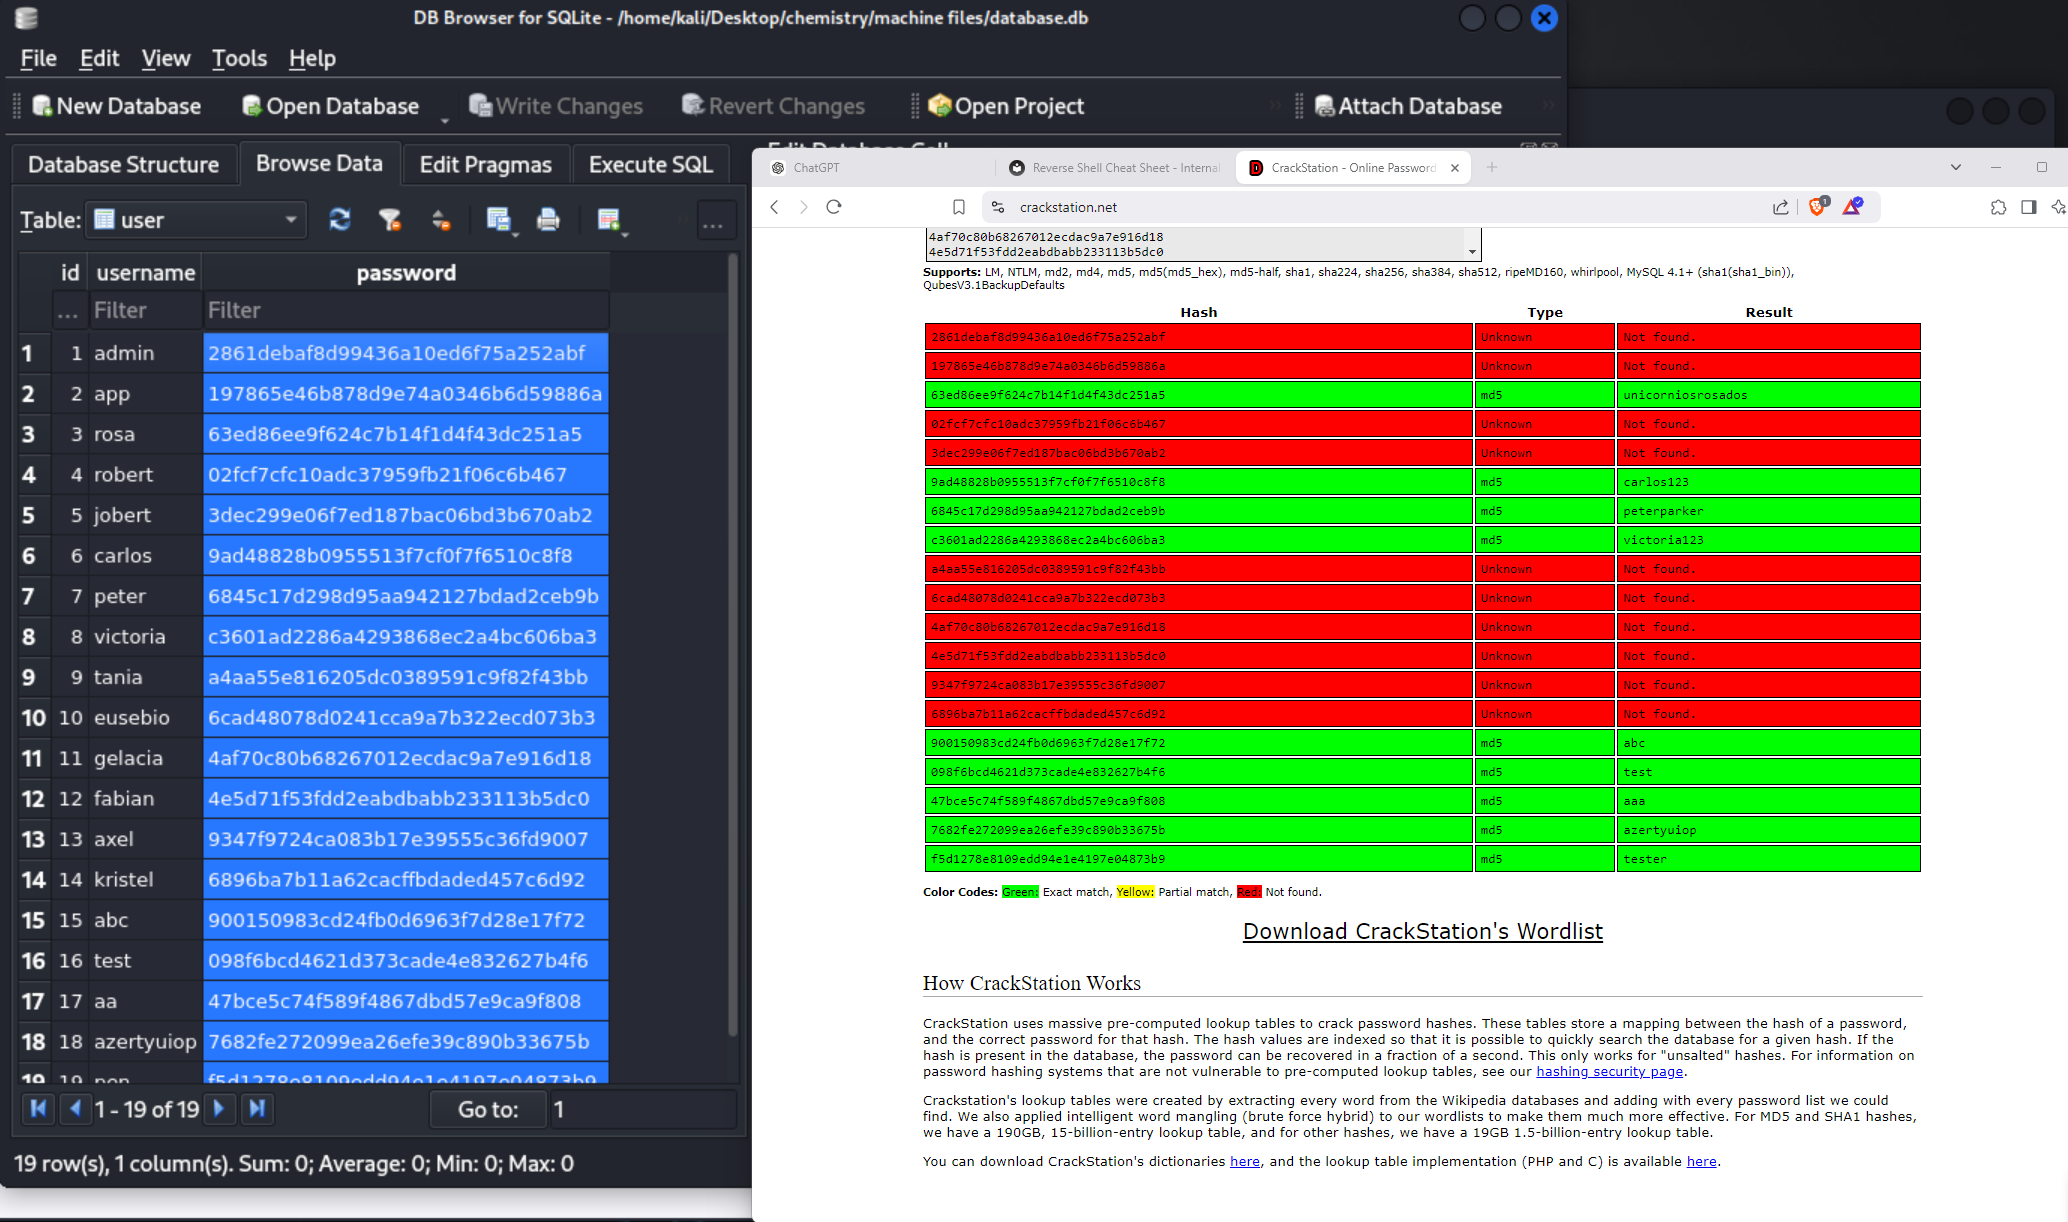 DB Browser for SQLite - /home/kali/Desktop/chemistry/machine files/database.db
File Edit View Tools Help
New Database Open Database Write Changes Revert Changes Open Project Attach Database
Database Structure Browse Data Edit Pragmas Execute SQL
Table: user ...
id username password
... Filter Filter
1 1 admin 2861debaf8d99436a10ed6f75a252abf
2 2 app 197865e46b878d9e74a0346b6d59886a
3 3 rosa 63ed86ee9f624c7b14f1d4f43dc251a5
4 4 robert 02fcf7cfc10adc37959fb21f06c6b467
5 5 jobert 3dec299e06f7ed187bac06bd3b670ab2
6 6 carlos 9ad48828b0955513f7cf0f7f6510c8f8
7 7 peter 6845c17d298d95aa942127bdad2ceb9b
8 8 victoria c3601ad2286a4293868ec2a4bc606ba3
9 9 tania a4aa55e816205dc0389591c9f82f43bb
10 10 eusebio 6cad48078d0241cca9a7b322ecd073b3
11 11 gelacia 4af70c80b68267012ecdac9a7e916d18
12 12 fabian 4e5d71f53fdd2eabdbabb233113b5dc0
13 13 axel 9347f9724ca083b17e39555c36fd9007
14 14 kristel 6896ba7b11a62cacffbdaded457c6d92
15 15 abc 900150983cd24fb0d6963f7d28e17f72
16 16 test 098f6bcd4621d373cade4e832627b4f6
17 17 aa 47bce5c74f589f4867dbd57e9ca9f808
18 18 azertyuiop 7682fe272099ea26efe39c890b33675b
19 19 f5d1278e8109edd94e1e4197e04873b9
1 - 19 of 19 Go to: 1
19 row(s), 1 column(s). Sum: 0; Average: 0; Min: 0; Max: 0
Edit Database Cell
ChatGPT Reverse Shell Cheat Sheet - Internal CrackStation - Online Password
crackstation.net 1
4af70c80b68267012ecdac9a7e916d18
4e5d71f53fdd2eabdbabb233113b5dc0
Supports: LM, NTLM, md2, md4, md5, md5(md5_hex), md5-half, sha1, sha224, sha256, sha384, sha512, ripeMD160, whirlpool, MySQL 4.1+ (sha1(sha1_bin)),
QubesV3.1BackupDefaults
Hash Type Result
2861debaf8d99436a10ed6f75a252abf Unknown Not found.
197865e46b878d9e74a0346b6d59886a Unknown Not found.
63ed86ee9f624c7b14f1d4f43dc251a5 md5 unicorniosrosados
02fcf7cfc10adc37959fb21f06c6b467 Unknown Not found.
3dec299e06f7ed187bac06bd3b670ab2 Unknown Not found.
9ad48828b0955513f7cf0f7f6510c8f8 md5 carlos123
6845c17d298d95aa942127bdad2ceb9b md5 peterparker
c3601ad2286a4293868ec2a4bc606ba3 md5 victoria123
a4aa55e816205dc0389591c9f82f43bb Unknown Not found.
6cad48078d0241cca9a7b322ecd073b3 Unknown Not found.
4af70c80b68267012ecdac9a7e916d18 Unknown Not found.
4e5d71f53fdd2eabdbabb233113b5dc0 Unknown Not found.
9347f9724ca083b17e39555c36fd9007 Unknown Not found.
6896ba7b11a62cacffbdaded457c6d92 Unknown Not found.
900150983cd24fb0d6963f7d28e17f72 md5 abc
098f6bcd4621d373cade4e832627b4f6 md5 test
47bce5c74f589f4867dbd57e9ca9f808 md5 aaa
7682fe272099ea26efe39c890b33675b md5 azertyuiop
f5d1278e8109edd94e1e4197e04873b9 md5 tester
Color Codes: Green: Exact match, Yellow: Partial match, Red: Not found.
Download CrackStation's Wordlist
How CrackStation Works
CrackStation uses massive pre-computed lookup tables to crack password hashes. These tables store a mapping between the hash of a password,
and the correct password for that hash. The hash values are indexed so that it is possible to quickly search the database for a given hash. If the
hash is present in the database, the password can be recovered in a fraction of a second. This only works for "unsalted" hashes. For information on
password hashing systems that are not vulnerable to pre-computed lookup tables, see our hashing security page.
Crackstation's lookup tables were created by extracting every word from the Wikipedia databases and adding with every password list we could
find. We also applied intelligent word mangling (brute force hybrid) to our wordlists to make them much more effective. For MD5 and SHA1 hashes,
we have a 190GB, 15-billion-entry lookup table, and for other hashes, we have a 19GB 1.5-billion-entry lookup table.
You can download CrackStation's dictionaries here, and the lookup table implementation (PHP and C) is available here.